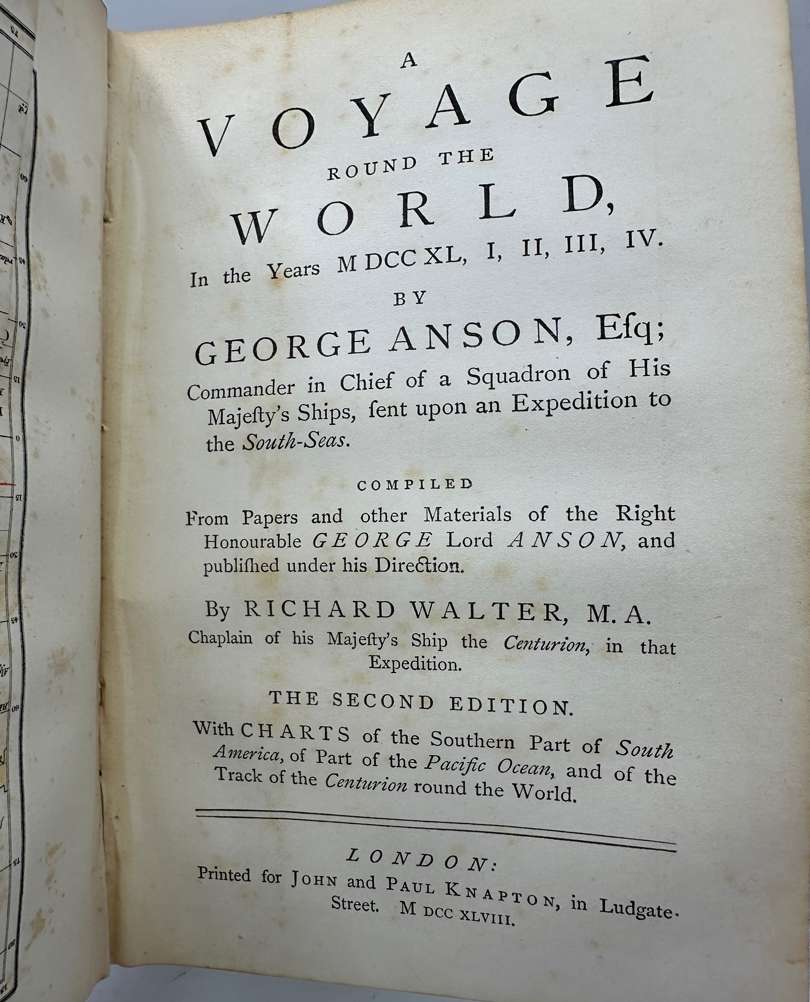 A
VOYAGE
ROUND THE
WORLD,
In the Years M DCC XL, I, II, III, IV.
BY
GEORGE ANSON, Eſq;
Commander in Chief of a Squadron of His
Majeſty's Ships, ſent upon an Expedition to
the South-Seas.
COMPILED
From Papers and other Materials of the Right
Honourable GEORGE Lord ANSON, and
publiſhed under his Direction.
By RICHARD WALTER, M. A.
Chaplain of his Majeſty's Ship the Centurion, in that
Expedition.
THE SECOND EDITION.
With CHARTS of the Southern Part of South
America, of Part of the Pacific Ocean, and of the
Track of the Centurion round the World.
LONDON:
Printed for JOHN and PAUL KNAPTON, in Ludgate-
Street. M DCC XLVIII.